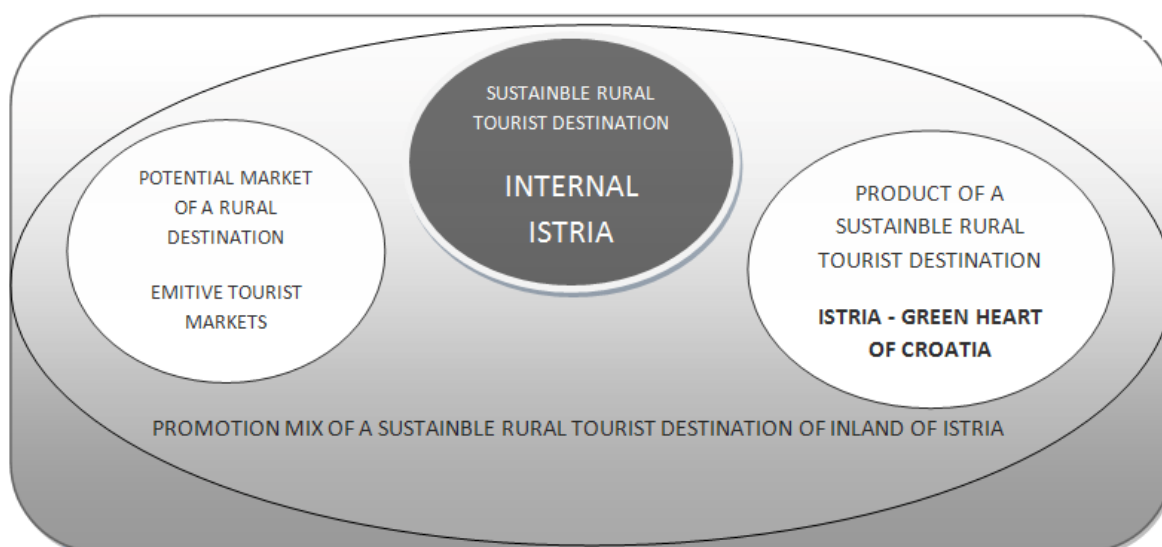 SUSTAINBLE RURAL
TOURIST DESTINATION
INTERNAL
ISTRIA
POTENTIAL MARKET
OF A RURAL
DESTINATION
EMITIVE TOURIST
MARKETS
PRODUCT OF A
SUSTAINBLE RURAL
TOURIST DESTINATION
ISTRIA - GREEN HEART
OF CROATIA
PROMOTION MIX OF A SUSTAINBLE RURAL TOURIST DESTINATION OF INLAND OF ISTRIA